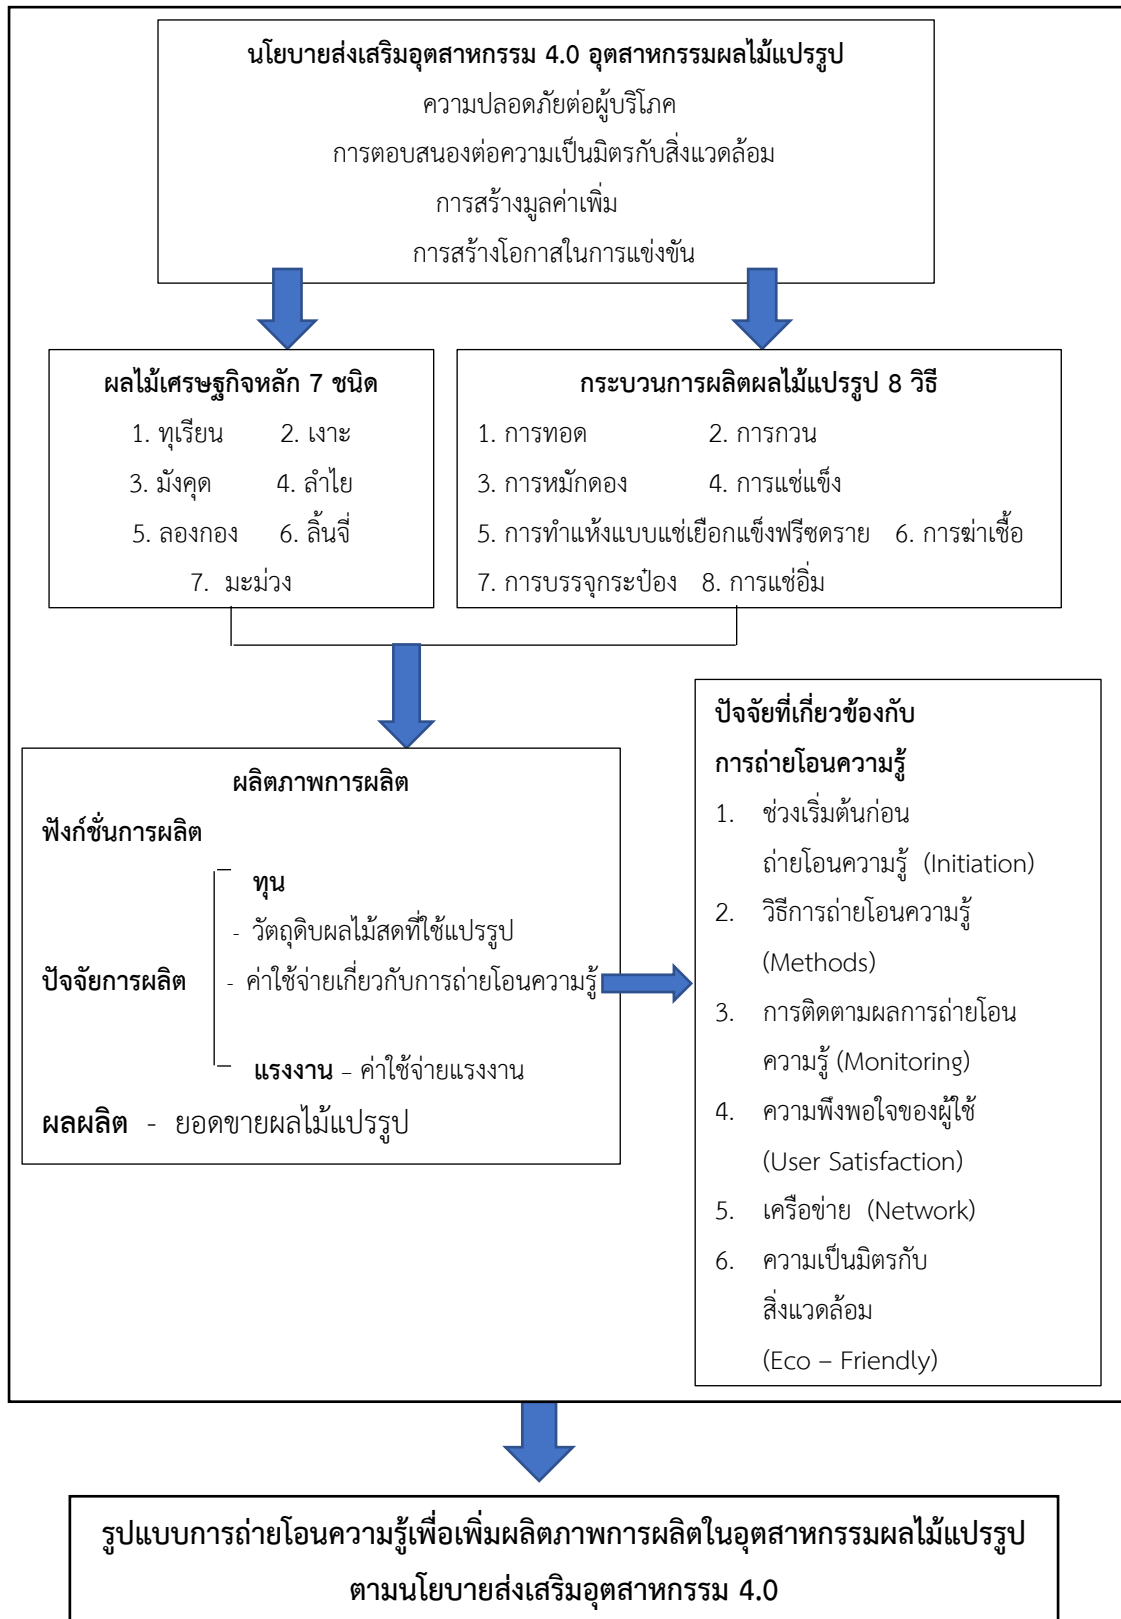 นโยบายส่งเสริมอุตสาหกรรม 4.0 อุตสาหกรรมผลไม้แปรรูป
ความปลอดภัยต่อผู้บริโภค
การตอบสนองต่อความเป็นมิตรกับสิ่งแวดล้อม
การสร้างมูลค่าเพิ่ม
การสร้างโอกาสในการแข่งขัน
ผลไม้เศรษฐกิจหลัก 7 ชนิด
1. ทุเรียน 2. เงาะ
3. มังคุด 4. ลำไย
5. ลองกอง 6. ลิ้นจี่
7. มะม่วง
กระบวนการผลิตผลไม้แปรรูป 8 วิธี
1. การทอด 2. การกวน
3. การหมักดอง 4. การแช่แข็ง
5. การทำแห้งแบบแช่เยือกแข็งฟรีซดราย 6. การฆ่าเชื้อ
7. การบรรจุกระป๋อง 8. การแช่อิ่ม
ผลิตภาพการผลิต
ฟังก์ชั่นการผลิต
ทุน
- วัตถุดิบผลไม้สดที่ใช้แปรรูป
ปัจจัยการผลิต - ค่าใช้จ่ายเกี่ยวกับการถ่ายโอนความรู้
แรงงาน – ค่าใช้จ่ายแรงงาน
ผลผลิต - ยอดขายผลไม้แปรรูป
ปัจจัยที่เกี่ยวข้องกับ
การถ่ายโอนความรู้
1. ช่วงเริ่มต้นก่อน
ถ่ายโอนความรู้ (Initiation)
2. วิธีการถ่ายโอนความรู้
(Methods)
3. การติดตามผลการถ่ายโอน
ความรู้ (Monitoring)
4. ความพึงพอใจของผู้ใช้
(User Satisfaction)
5. เครือข่าย (Network)
6. ความเป็นมิตรกับ
สิ่งแวดล้อม
(Eco – Friendly)
รูปแบบการถ่ายโอนความรู้เพื่อเพิ่มผลิตภาพการผลิตในอุตสาหกรรมผลไม้แปรรูป
ตามนโยบายส่งเสริมอุตสาหกรรม 4.0